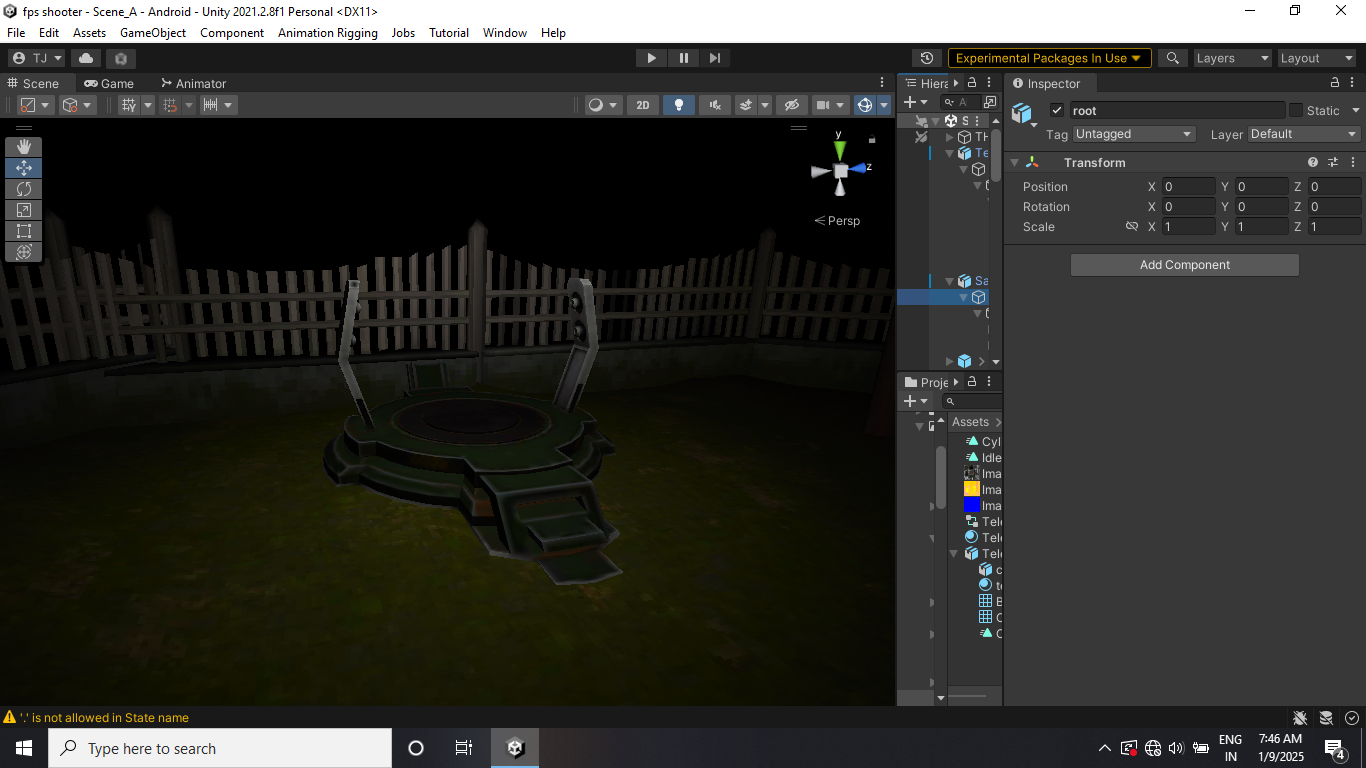 fps shooter - Scene_A - Android - Unity 2021.2.8f1 Personal <DX11>
File Edit Assets GameObject Component Animation Rigging Jobs Tutorial Window Help
TJ
Experimental Packages In Use
Layers
Layout
Scene Game Animator
Hiera
Inspector
2D
A
root
Static
Tag Untagged Layer Default
S
TH
Te
Transform
Position X 0 Y 0 Z 0
Rotation X 0 Y 0 Z 0
Scale X 1 Y 1 Z 1
Add Component
y
z
Persp
Sa
Proje
Assets
Cyl
Idle
Ima
Ima
Ima
Tele
Tele
Tele
c
te
B
C
C
'.' is not allowed in State name
Type here to search
ENG
IN
7:46 AM
1/9/2025
4